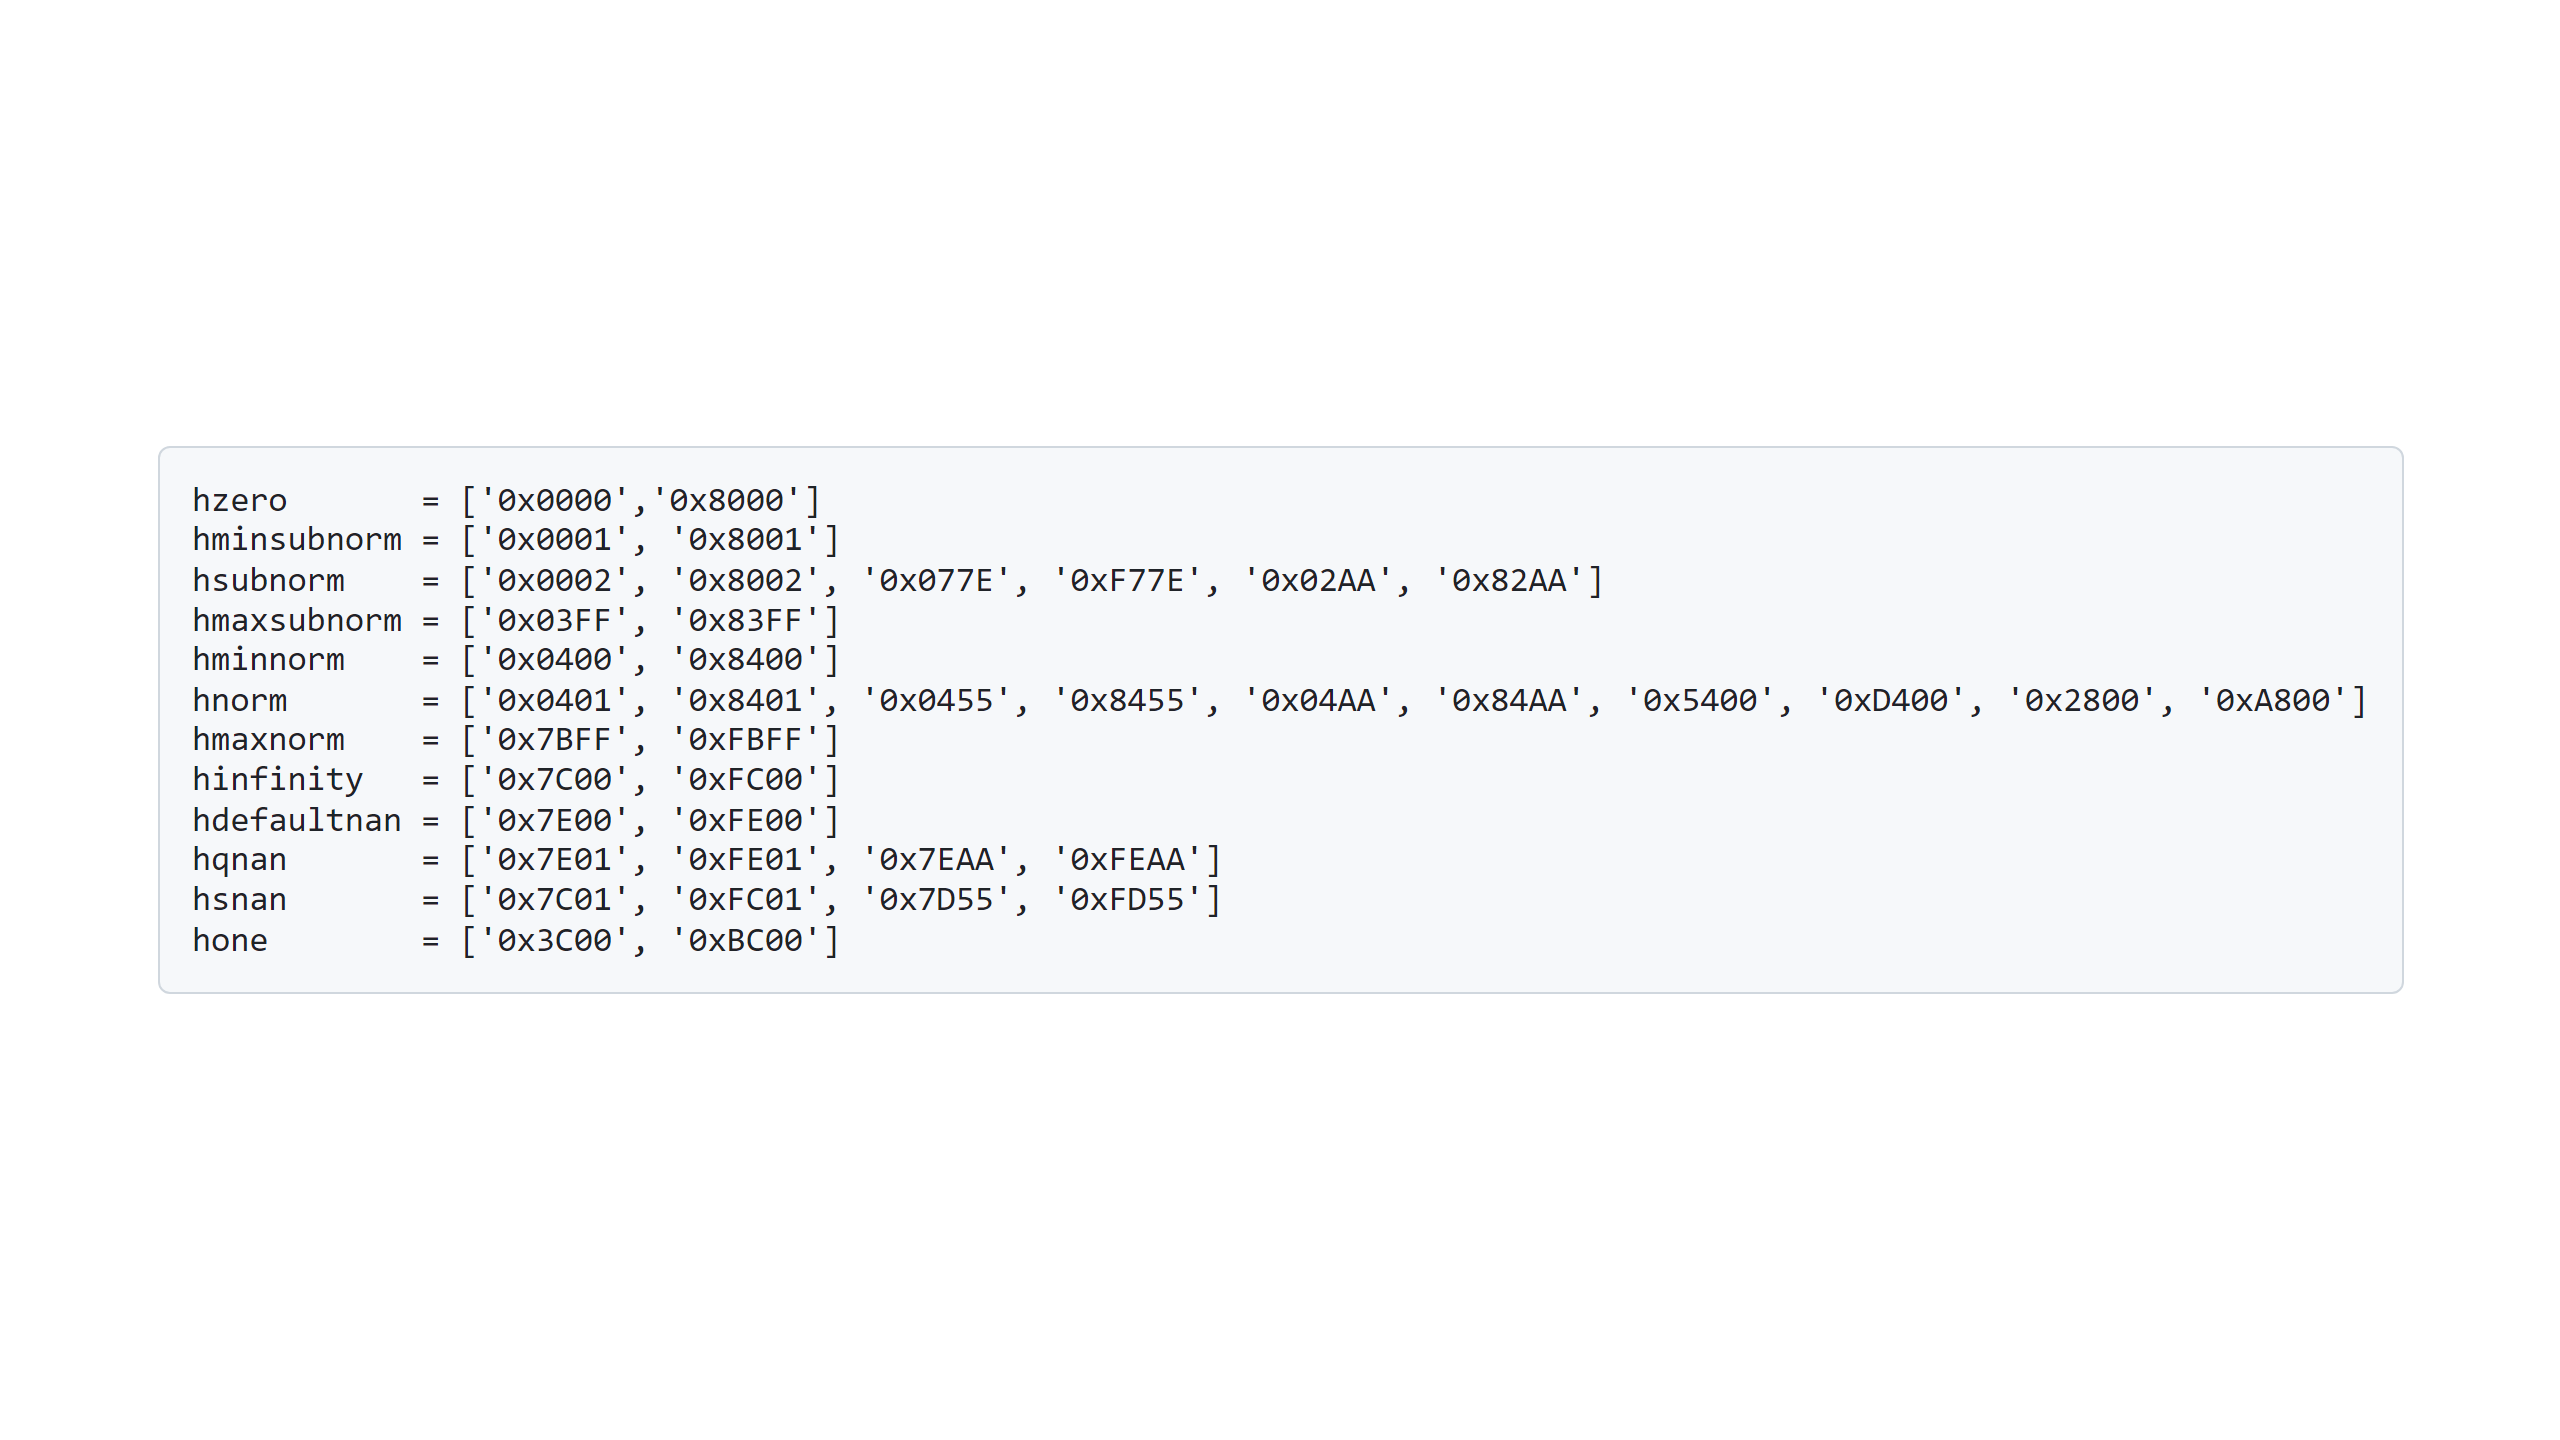 hzero       = ['0x0000','0x8000']
hminsubnorm = ['0x0001', '0x8001']
hsubnorm    = ['0x0002', '0x8002', '0x077E', '0xF77E', '0x02AA', '0x82AA']
hmaxsubnorm = ['0x03FF', '0x83FF']
hminnorm    = ['0x0400', '0x8400']
hnorm       = ['0x0401', '0x8401', '0x0455', '0x8455', '0x04AA', '0x84AA', '0x5400', '0xD400', '0x2800', '0xA800']
hmaxnorm    = ['0x7BFF', '0xFBFF']
hinfinity   = ['0x7C00', '0xFC00']
hdefaultnan = ['0x7E00', '0xFE00']
hqnan       = ['0x7E01', '0xFE01', '0x7EAA', '0xFEAA']
hsnan       = ['0x7C01', '0xFC01', '0x7D55', '0xFD55']
hone        = ['0x3C00', '0xBC00']